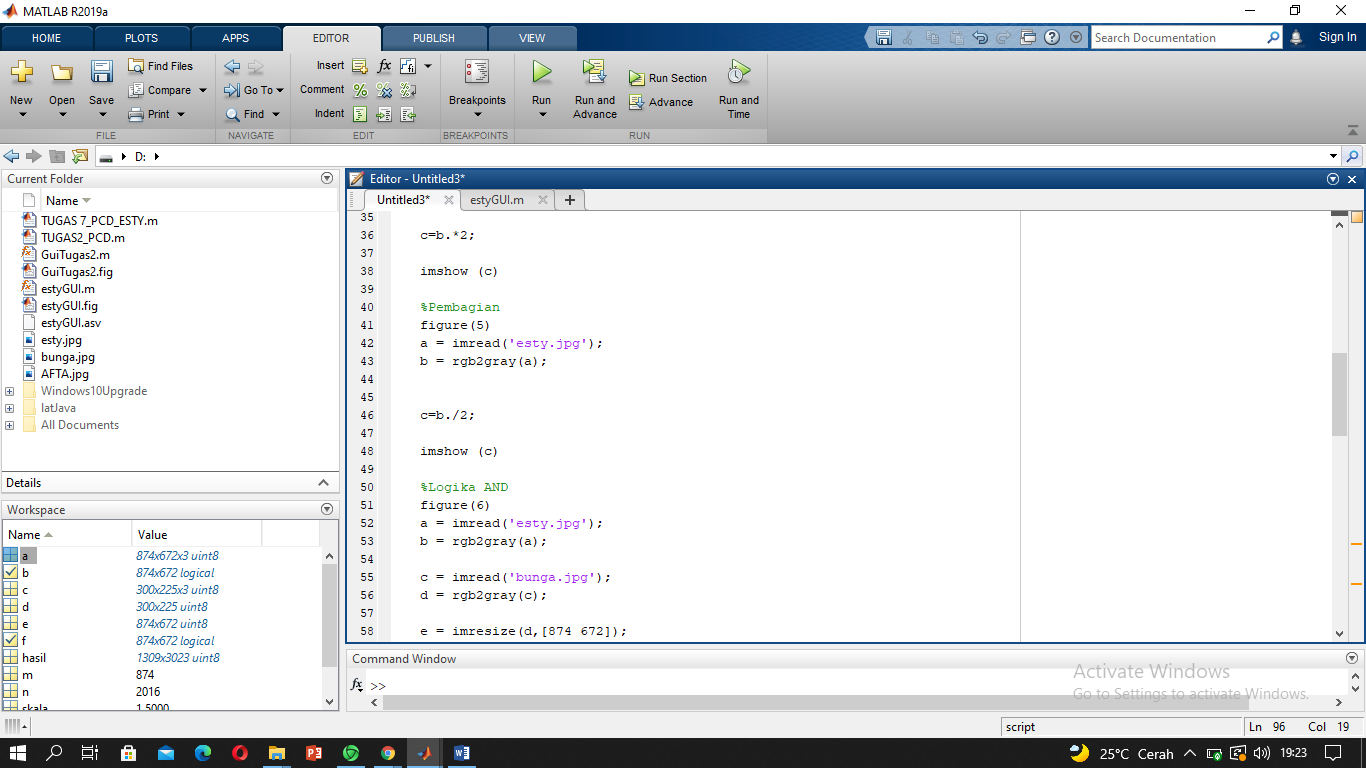 MATLAB R2019a
HOME PLOTS APPS EDITOR PUBLISH VIEW Search Documentation Sign In
New Open Save Find Files Compare Print
FILE
Go To Find
NAVIGATE
Insert fx
Comment
Indent
EDIT
Breakpoints
BREAKPOINTS
Run Run and Advance Run Section Advance Run and Time
RUN
D:
Current Folder
Name
TUGAS 7_PCD_ESTY.m
TUGAS2_PCD.m
GuiTugas2.m
GuiTugas2.fig
estyGUI.m
estyGUI.fig
estyGUI.asv
esty.jpg
bunga.jpg
AFTA.jpg
Windows10Upgrade
latJava
All Documents
Details
Workspace
Name Value
a 874x672x3 uint8
b 874x672 logical
c 300x225x3 uint8
d 300x225 uint8
e 874x672 uint8
f 874x672 logical
hasil 1309x3023 uint8
m 874
n 2016
skala 1.5000
Editor - Untitled3*
Untitled3* estyGUI.m
35
36 c=b.*2;
37
38 imshow (c)
39
40 %Pembagian
41 figure(5)
42 a = imread('esty.jpg');
43 b = rgb2gray(a);
44
45
46 c=b./2;
47
48 imshow (c)
49
50 %Logika AND
51 figure(6)
52 a = imread('esty.jpg');
53 b = rgb2gray(a);
54
55 c = imread('bunga.jpg');
56 d = rgb2gray(c);
57
58 e = imresize(d,[874 672]);
Command Window
fx >>
Activate Windows
Go to Settings to activate Windows.
script Ln 96 Col 19
25°C Cerah 19:23